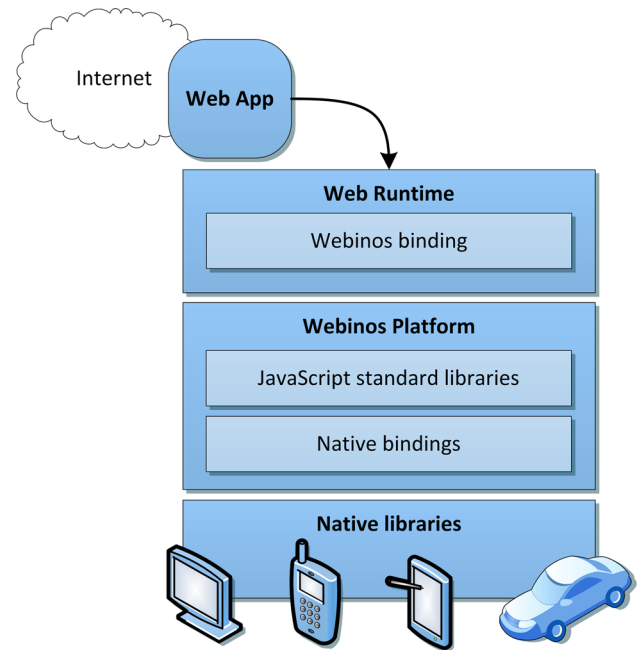 Internet
Web App
Web Runtime
Webinos binding
Webinos Platform
JavaScript standard libraries
Native bindings
Native libraries